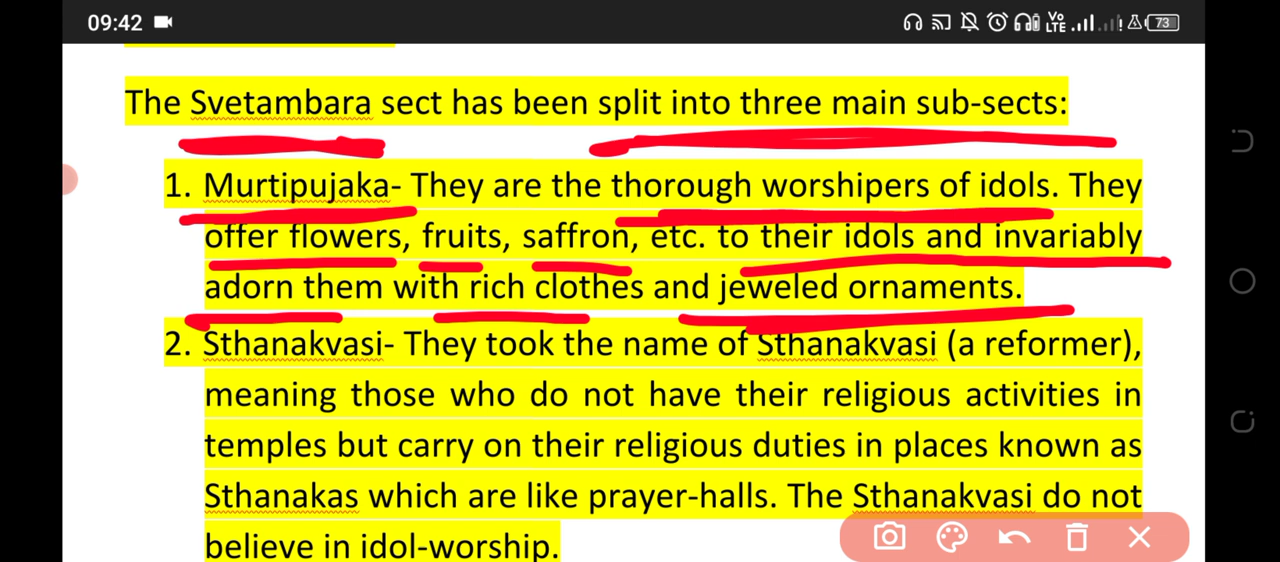 09:42
Vo
LTE
73
The Svetambara sect has been split into three main sub-sects:
1. Murtipujaka- They are the thorough worshipers of idols. They
offer flowers, fruits, saffron, etc. to their idols and invariably
adorn them with rich clothes and jeweled ornaments.
2. Sthanakvasi- They took the name of Sthanakvasi (a reformer),
meaning those who do not have their religious activities in
temples but carry on their religious duties in places known as
Sthanakas which are like prayer-halls. The Sthanakvasi do not
believe in idol-worship.